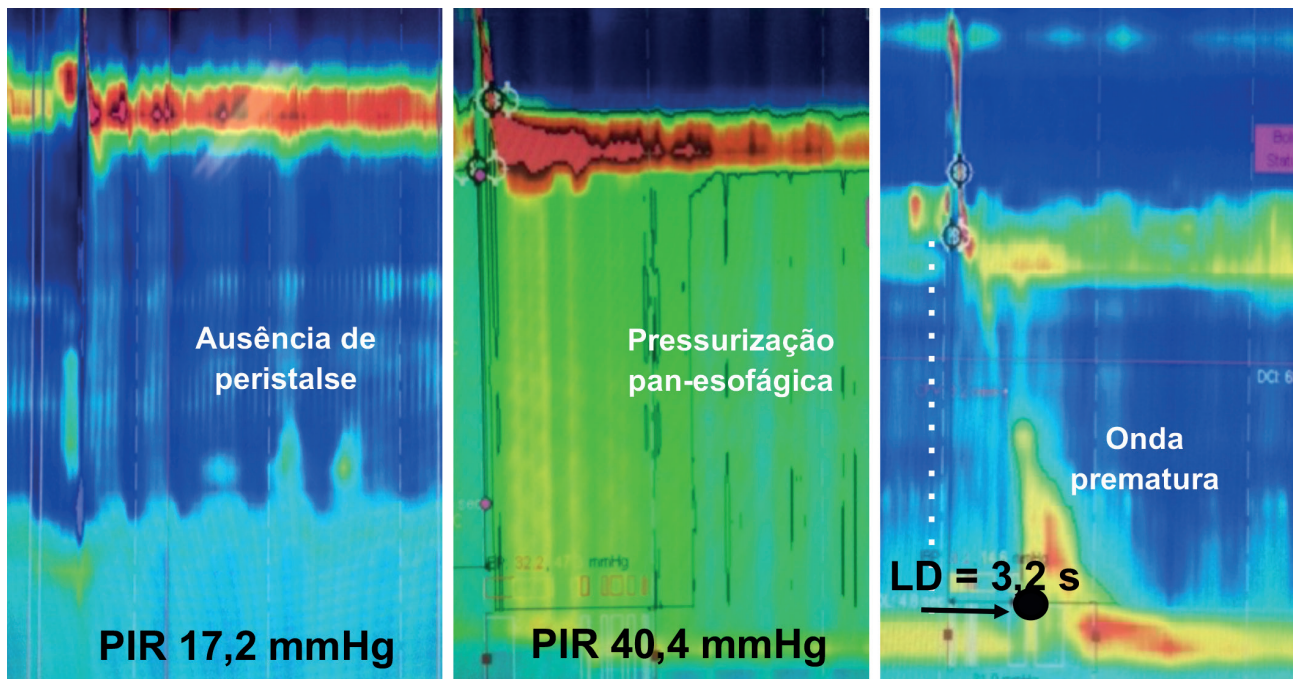 Ausência de
peristalse
PIR 17,2 mmHg
Pressurização
pan-esofágica
mmHg
PIR 40,4 mmHg
Onda
prematura
LD = 3,2 s